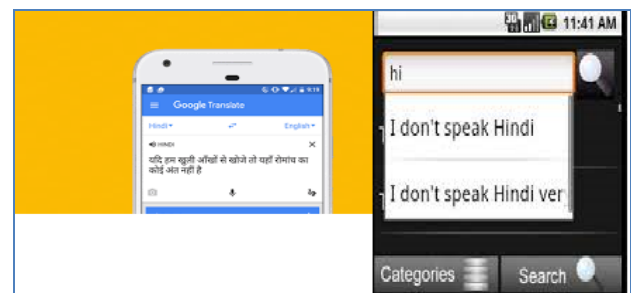 Google Translate
Hindi
English
HINDI
यदि हम खुली आँखों से खोजे तो यहाँ रोमांच का
कोई अंत नहीं है
11:41 AM
hi
I don't speak Hindi
I don't speak Hindi ver
Categories
Search